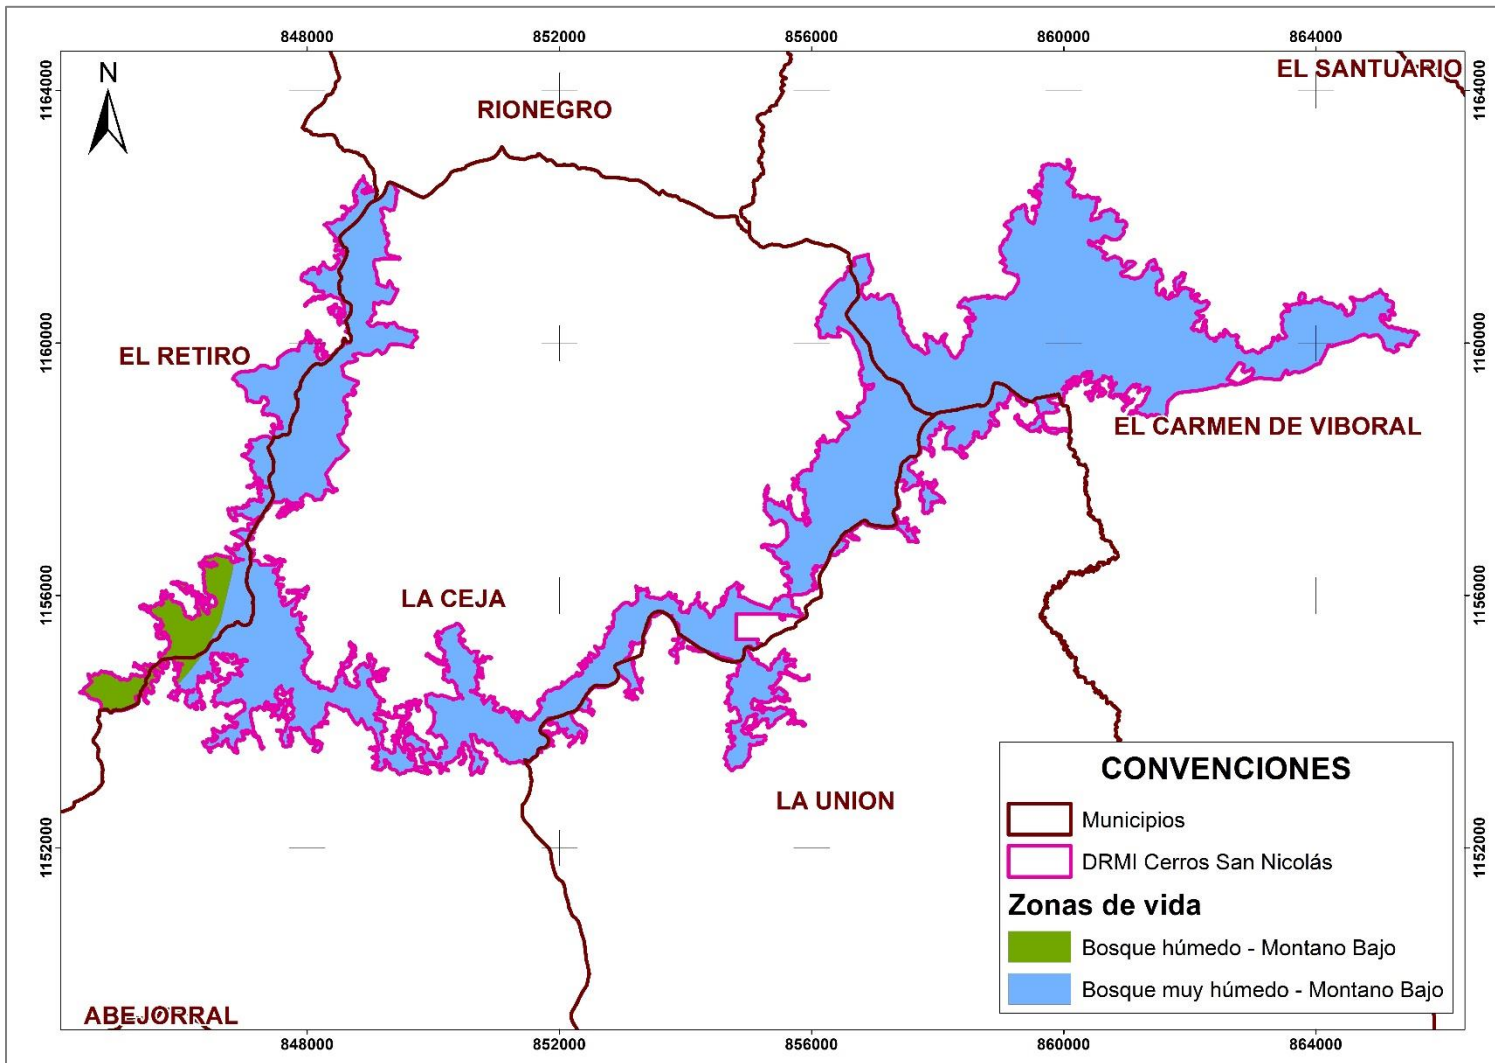 848000
852000
856000
860000
864000
N
1164000
EL SANTUARIO
1164000
RIONEGRO
1160000
EL RETIRO
1160000
EL CARMEN DE VIBORAL
1156000
LA CEJA
1156000
LA UNION
1152000
1152000
CONVENCIONES
Municipios
DRMI Cerros San Nicolás
Zonas de vida
Bosque húmedo - Montano Bajo
Bosque muy húmedo - Montano Bajo
ABEJORRAL
848000
852000
856000
860000
864000